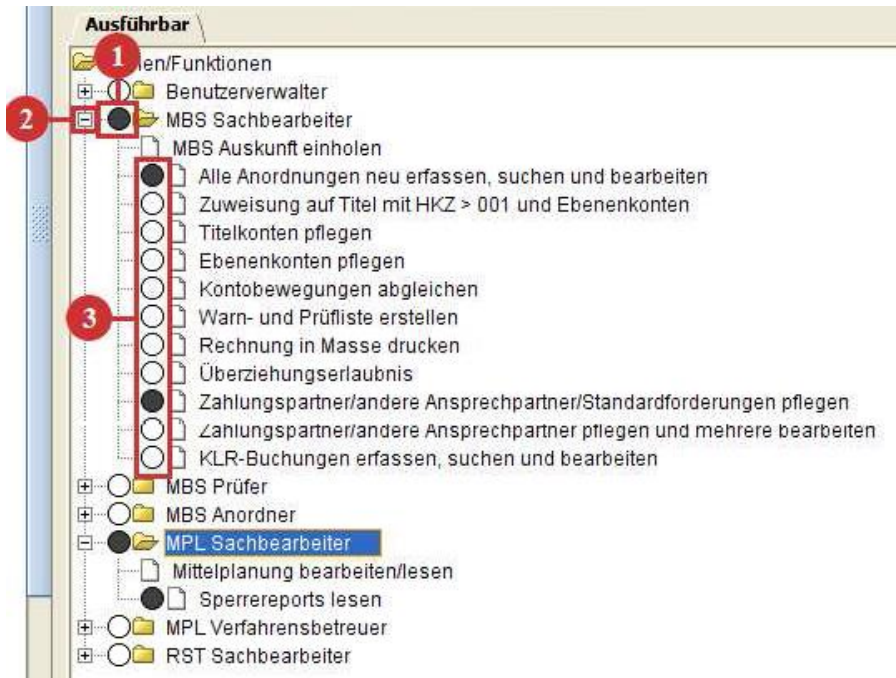 Ausführbar
1
en/Funktionen
Benutzerverwalter
2
MBS Sachbearbeiter
MBS Auskunft einholen
Alle Anordnungen neu erfassen, suchen und bearbeiten
Zuweisung auf Titel mit HKZ > 001 und Ebenenkonten
Titelkonten pflegen
Ebenenkonten pflegen
Kontobewegungen abgleichen
3
Warn- und Prüfliste erstellen
Rechnung in Masse drucken
Überziehungserlaubnis
Zahlungspartner/andere Ansprechpartner/Standardforderungen pflegen
Zahlungspartner/andere Ansprechpartner pflegen und mehrere bearbeiten
KLR-Buchungen erfassen, suchen und bearbeiten
MBS Prüfer
MBS Anordner
MPL Sachbearbeiter
Mittelplanung bearbeiten/lesen
Sperrereports lesen
MPL Verfahrensbetreuer
RST Sachbearbeiter